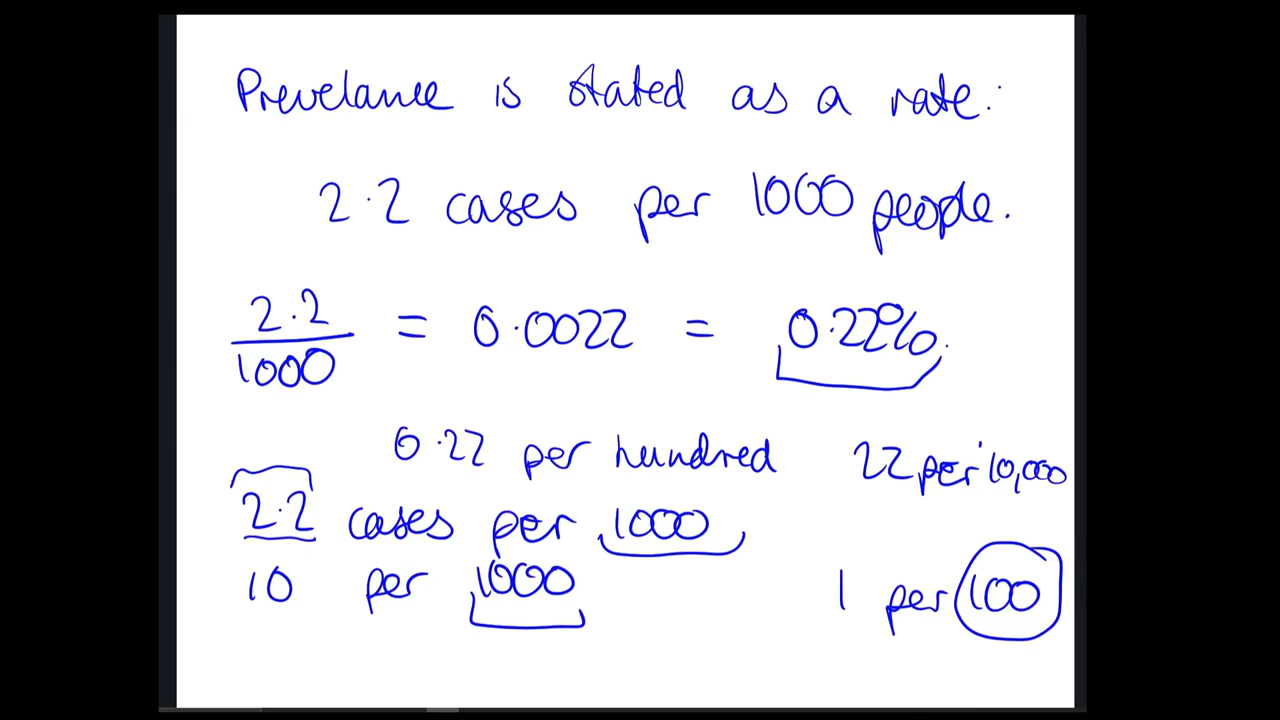 Prevelance is stated as a rate:
2.2 cases per 1000 people.
2.2/1000 = 0.0022 = 0.22%.
0.22 per hundred 22 per 10,000
2.2 cases per 1000
10 per 1000 1 per 100